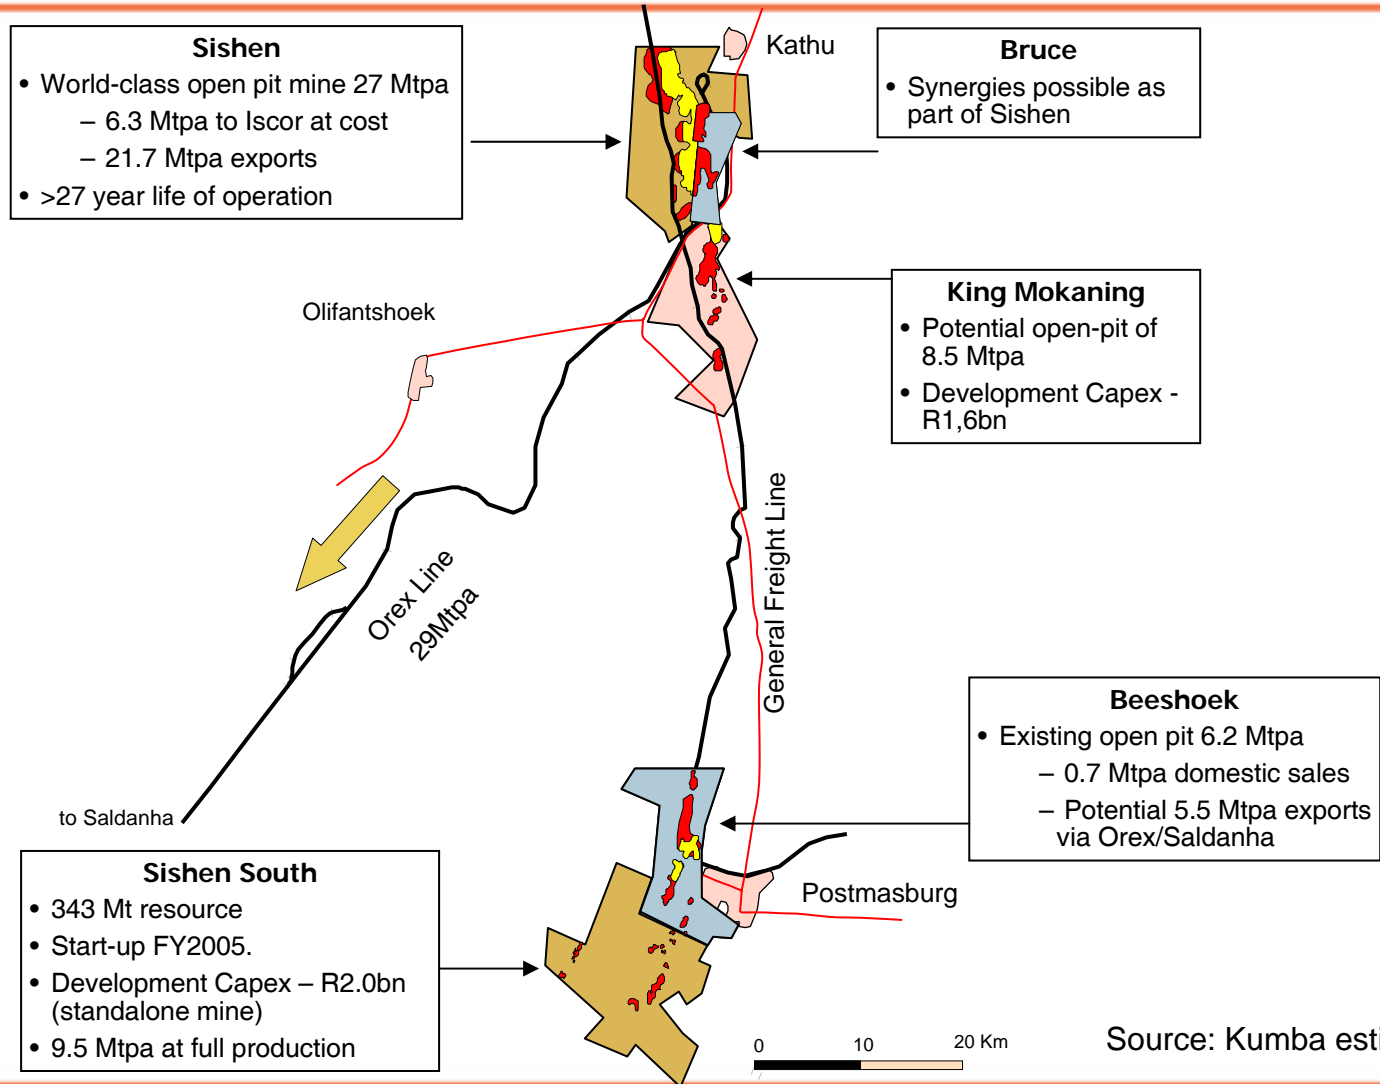 Sishen
• World-class open pit mine 27 Mtpa
– 6.3 Mtpa to Iscor at cost
– 21.7 Mtpa exports
• >27 year life of operation
Kathu
Bruce
• Synergies possible as
part of Sishen
King Mokaning
• Potential open-pit of
8.5 Mtpa
• Development Capex -
R1,6bn
Olifantshoek
Orex Line
29Mtpa
General Freight Line
to Saldanha
Beeshoek
• Existing open pit 6.2 Mtpa
– 0.7 Mtpa domestic sales
– Potential 5.5 Mtpa exports
via Orex/Saldanha
Sishen South
• 343 Mt resource
• Start-up FY2005.
• Development Capex – R2.0bn
(standalone mine)
• 9.5 Mtpa at full production
Postmasburg
0 10 20 Km
Source: Kumba esti